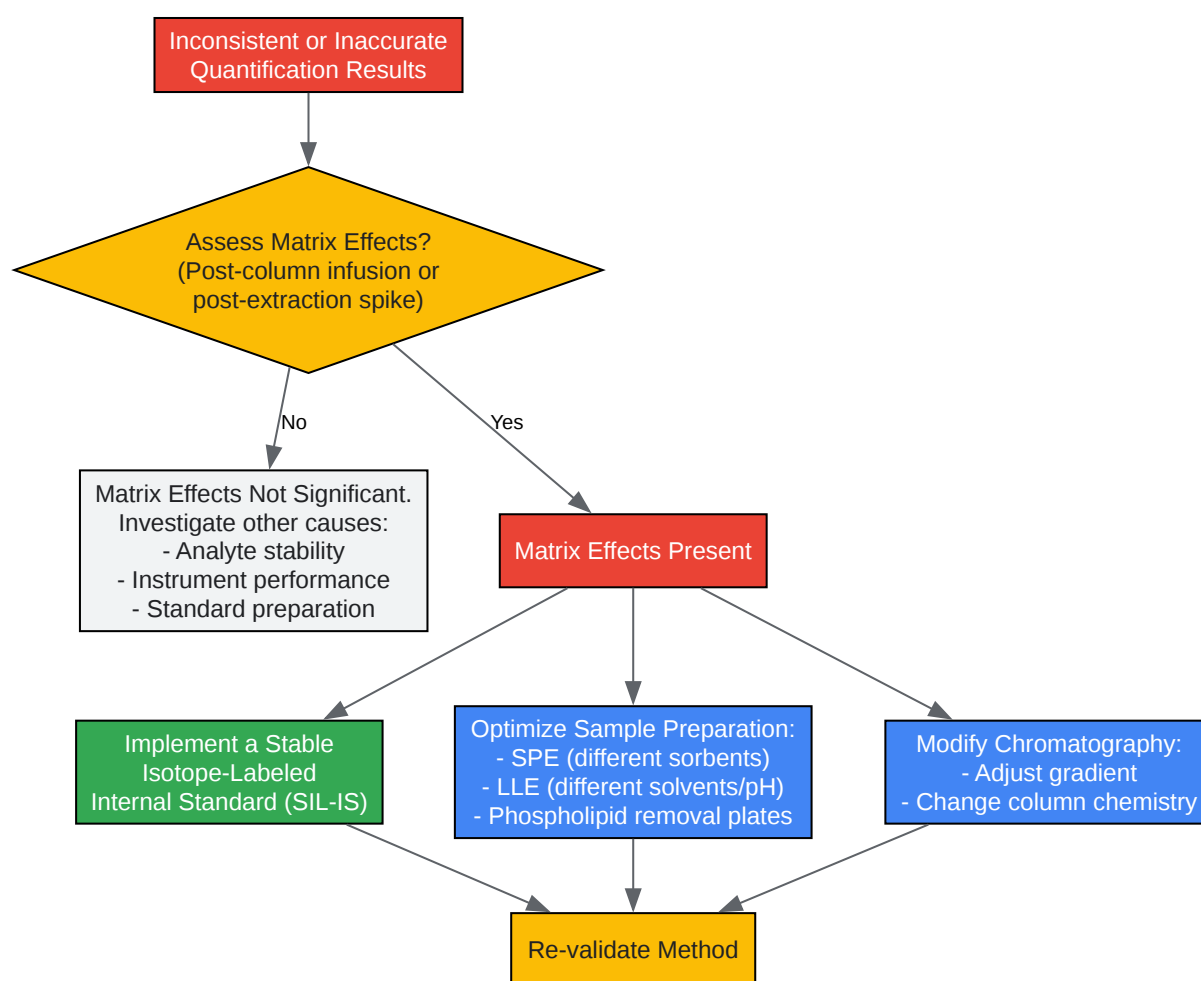 Inconsistent or Inaccurate
Quantification Results
Assess Matrix Effects?
(Post-column infusion or
post-extraction spike)
No
Yes
Matrix Effects Not Significant.
Investigate other causes:
- Analyte stability
- Instrument performance
- Standard preparation
Matrix Effects Present
Implement a Stable
Isotope-Labeled
Internal Standard (SIL-IS)
Optimize Sample Preparation:
- SPE (different sorbents)
- LLE (different solvents/pH)
- Phospholipid removal plates
Modify Chromatography:
- Adjust gradient
- Change column chemistry
Re-validate Method